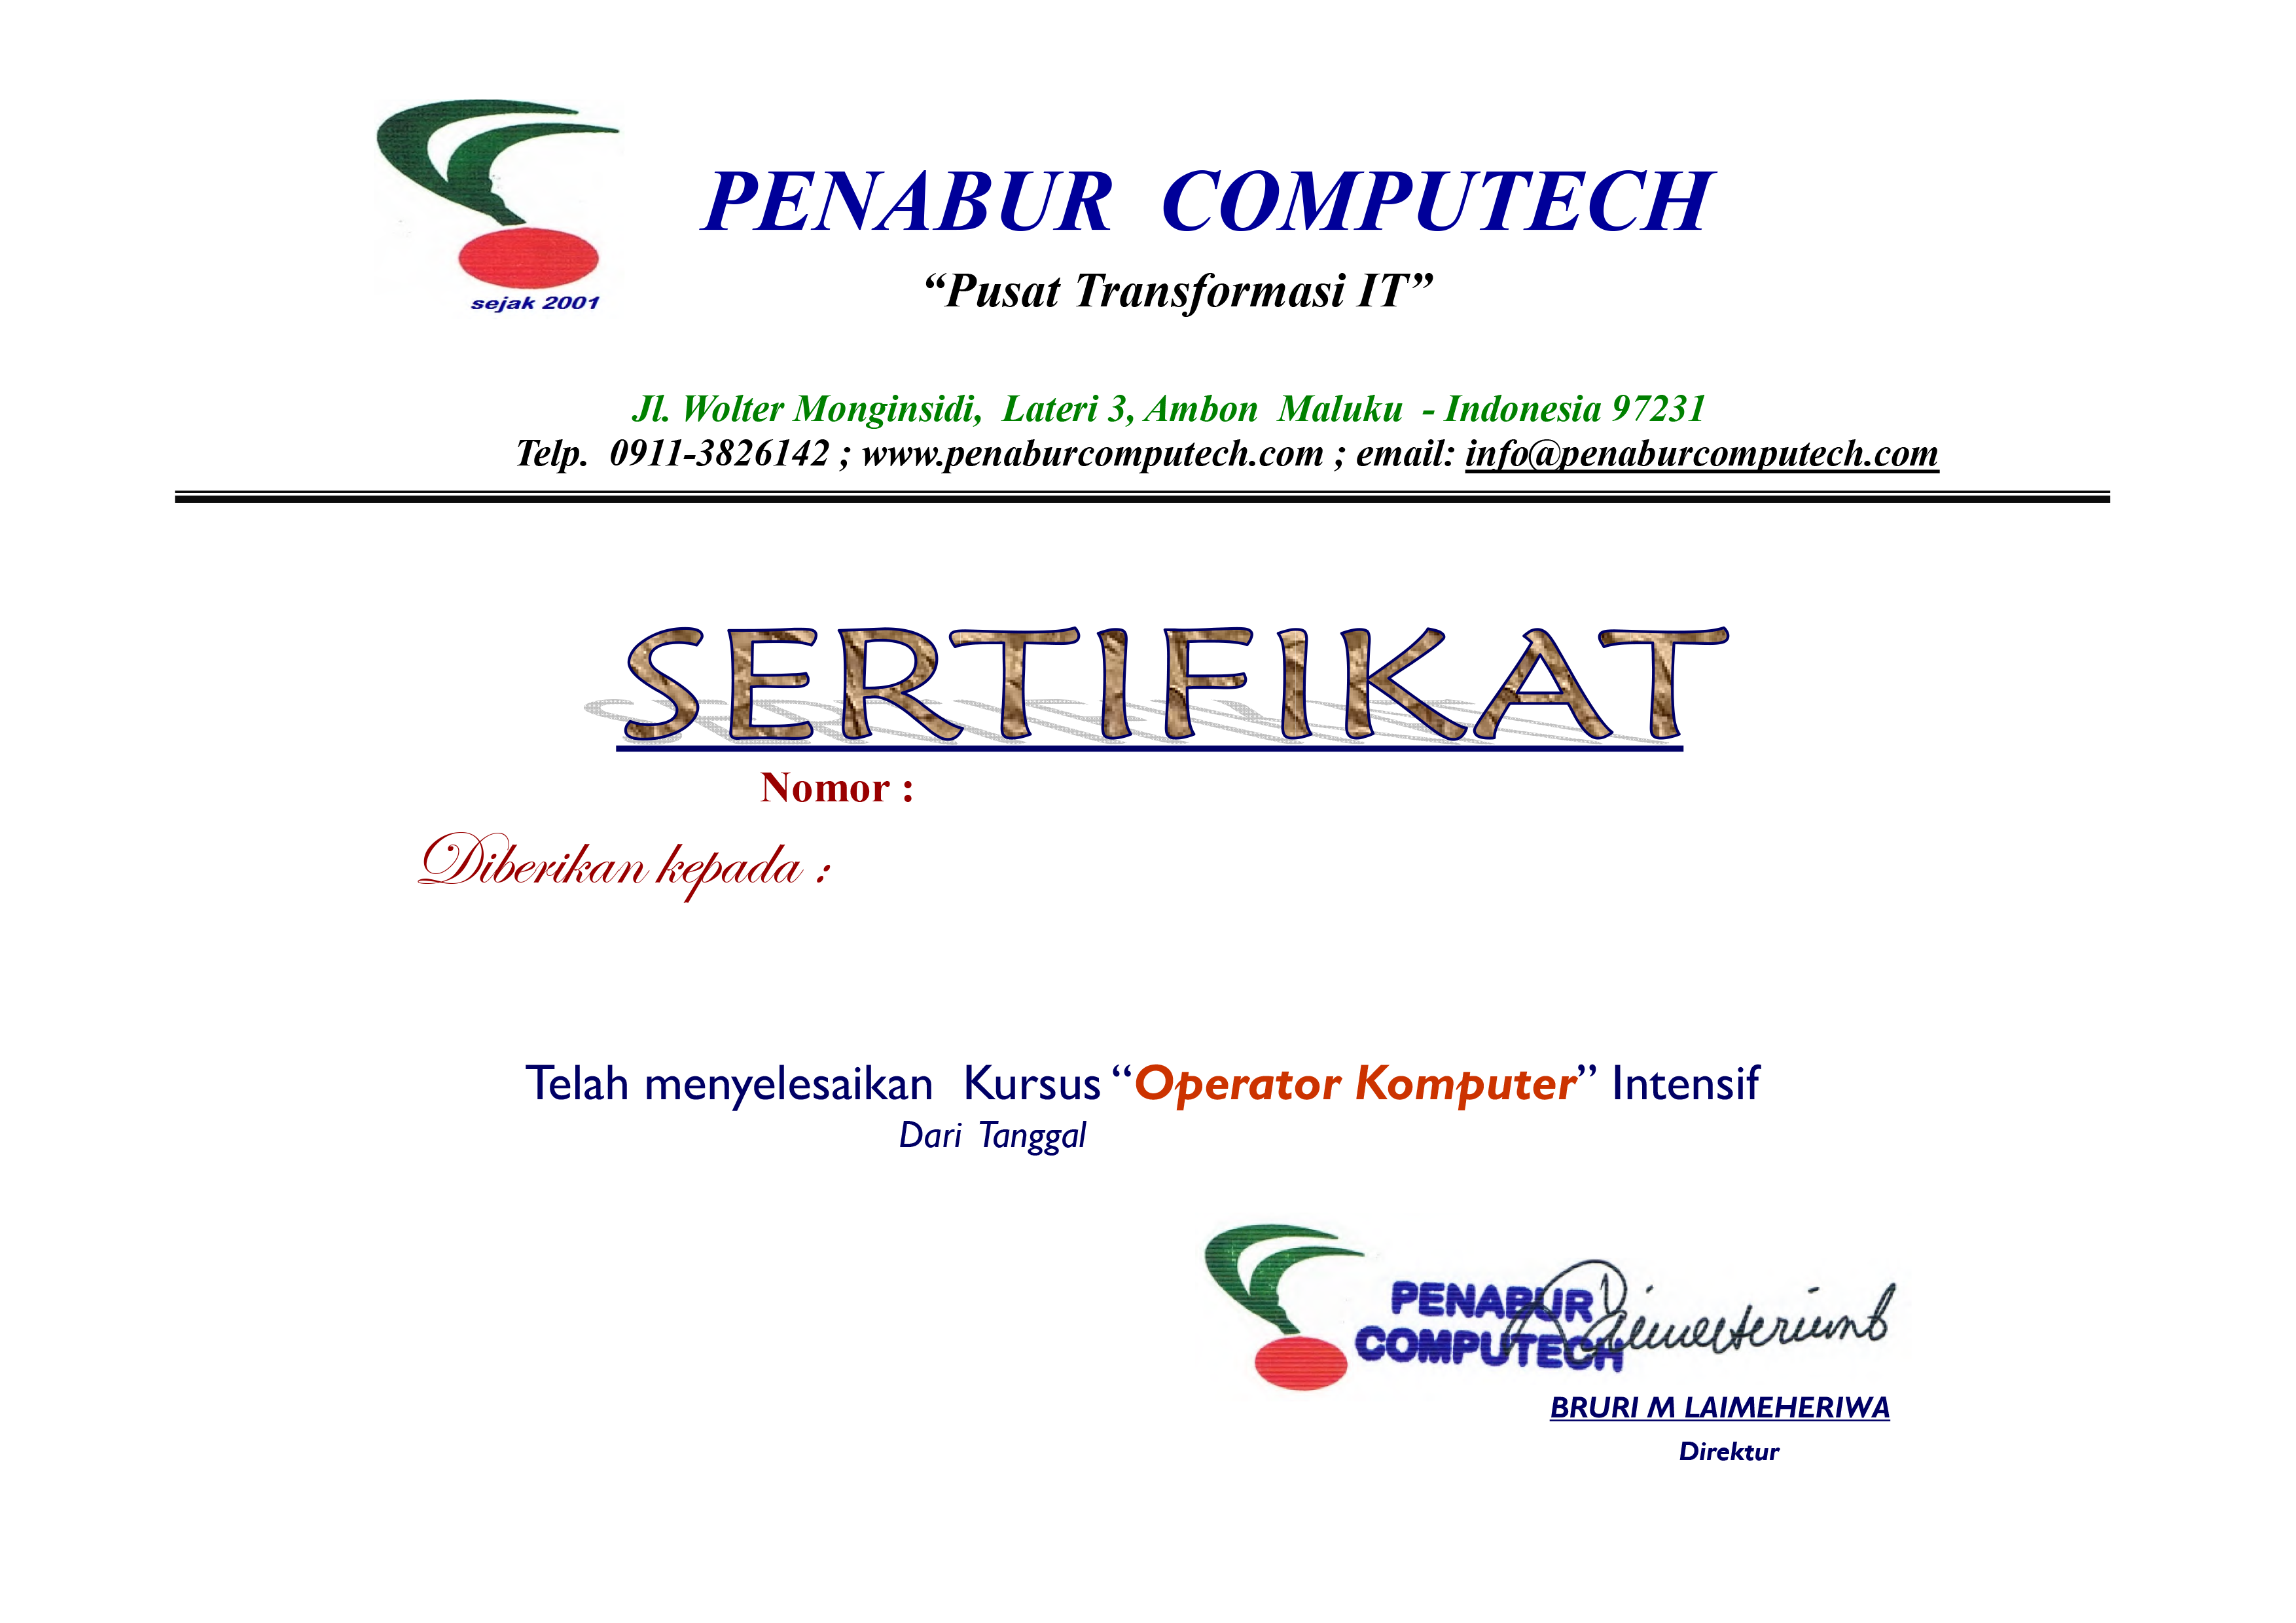 PENABUR COMPUTECH
“Pusat Transformasi IT”
sejak 2001
Jl. Wolter Monginsidi, Lateri 3, Ambon Maluku - Indonesia 97231
Telp. 0911-3826142 ; www.penaburcomputech.com ; email: info@penaburcomputech.com
SERTIFIKAT
Nomor :
Diberikan kepada :
Telah menyelesaikan Kursus “Operator Komputer” Intensif
Dari Tanggal
PENABUR
COMPUTECH
BRURI M LAIMEHERIWA
Direktur